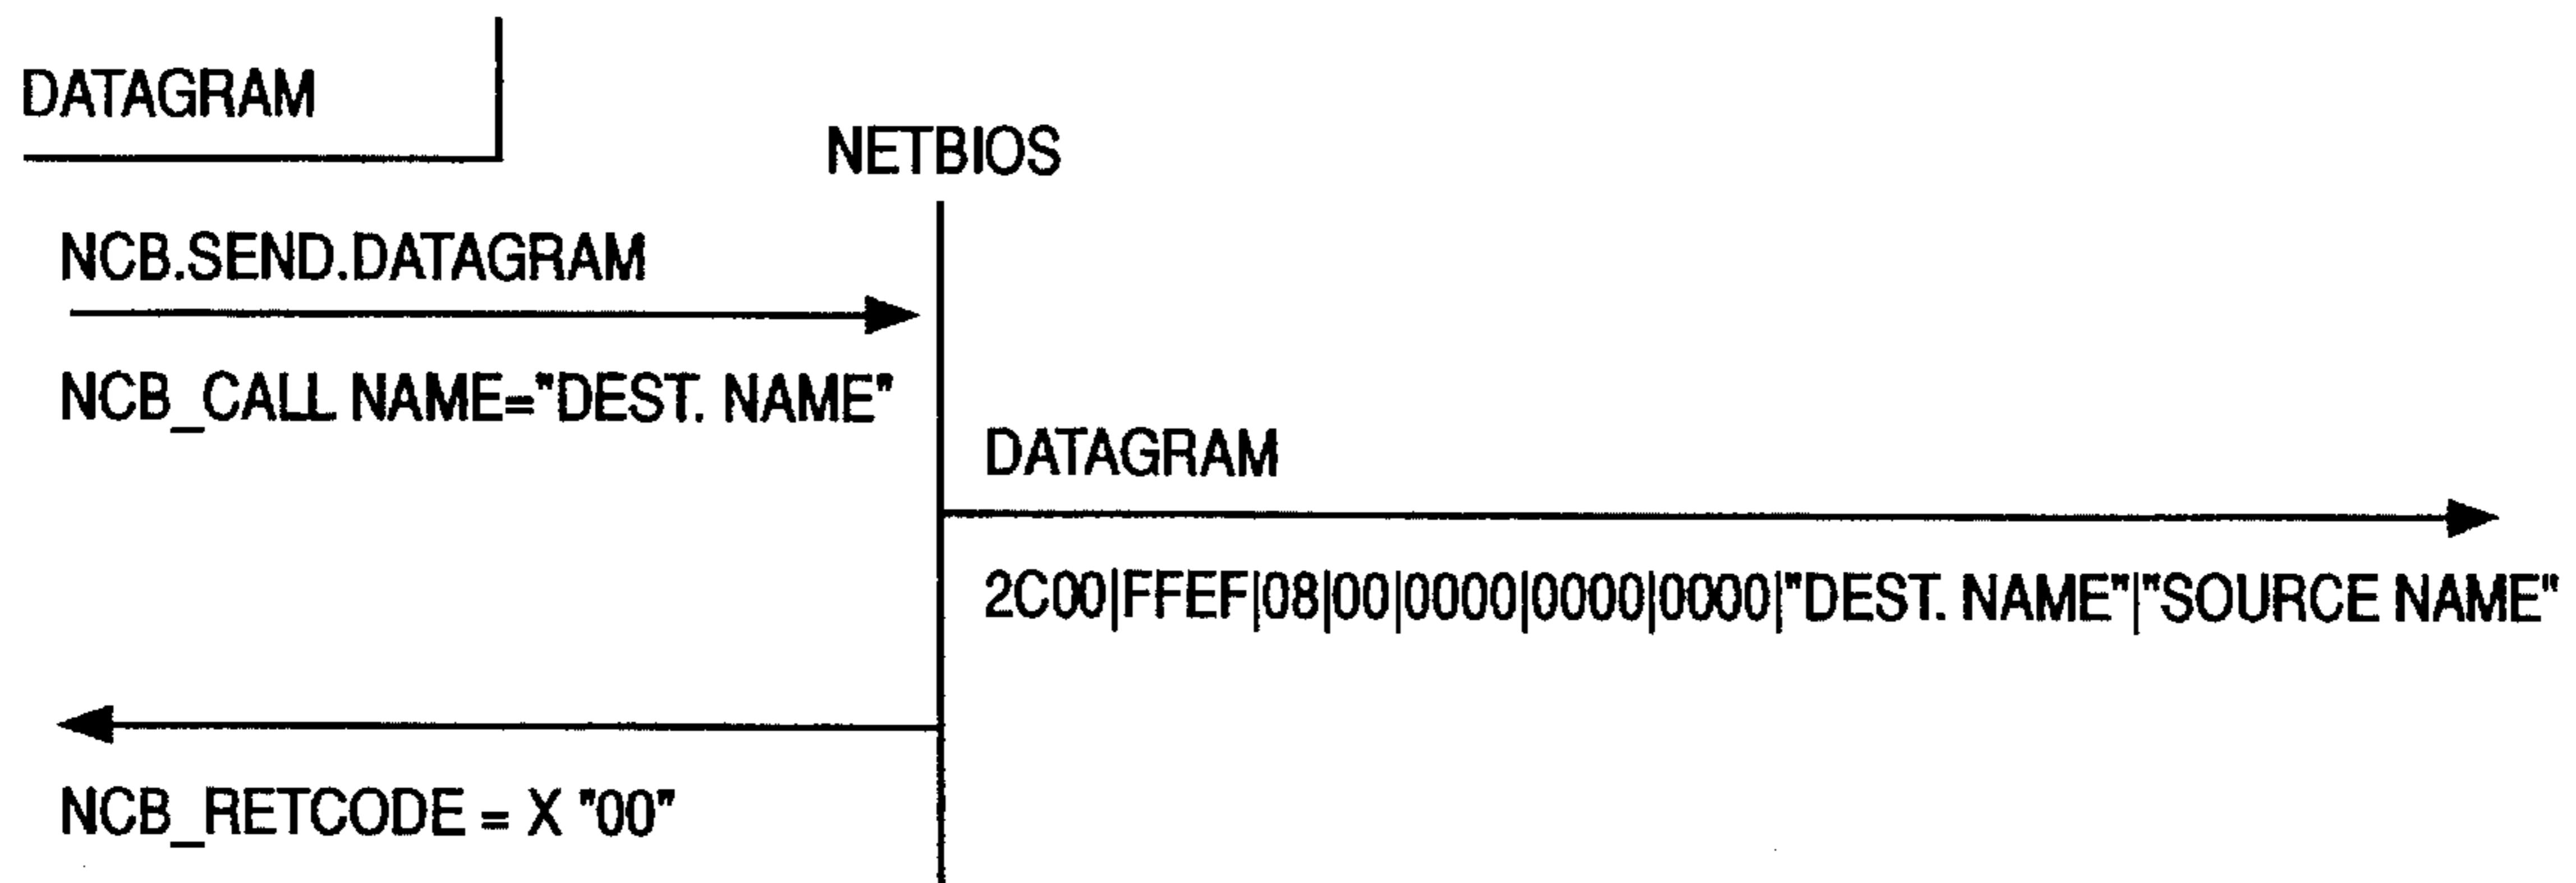 DATAGRAM
NETBIOS
NCB.SEND.DATAGRAM
NCB_CALL NAME="DEST. NAME"
DATAGRAM
2C00|FFEF|08|00|0000|0000|0000|"DEST. NAME"|"SOURCE NAME"
NCB_RETCODE = X "00"